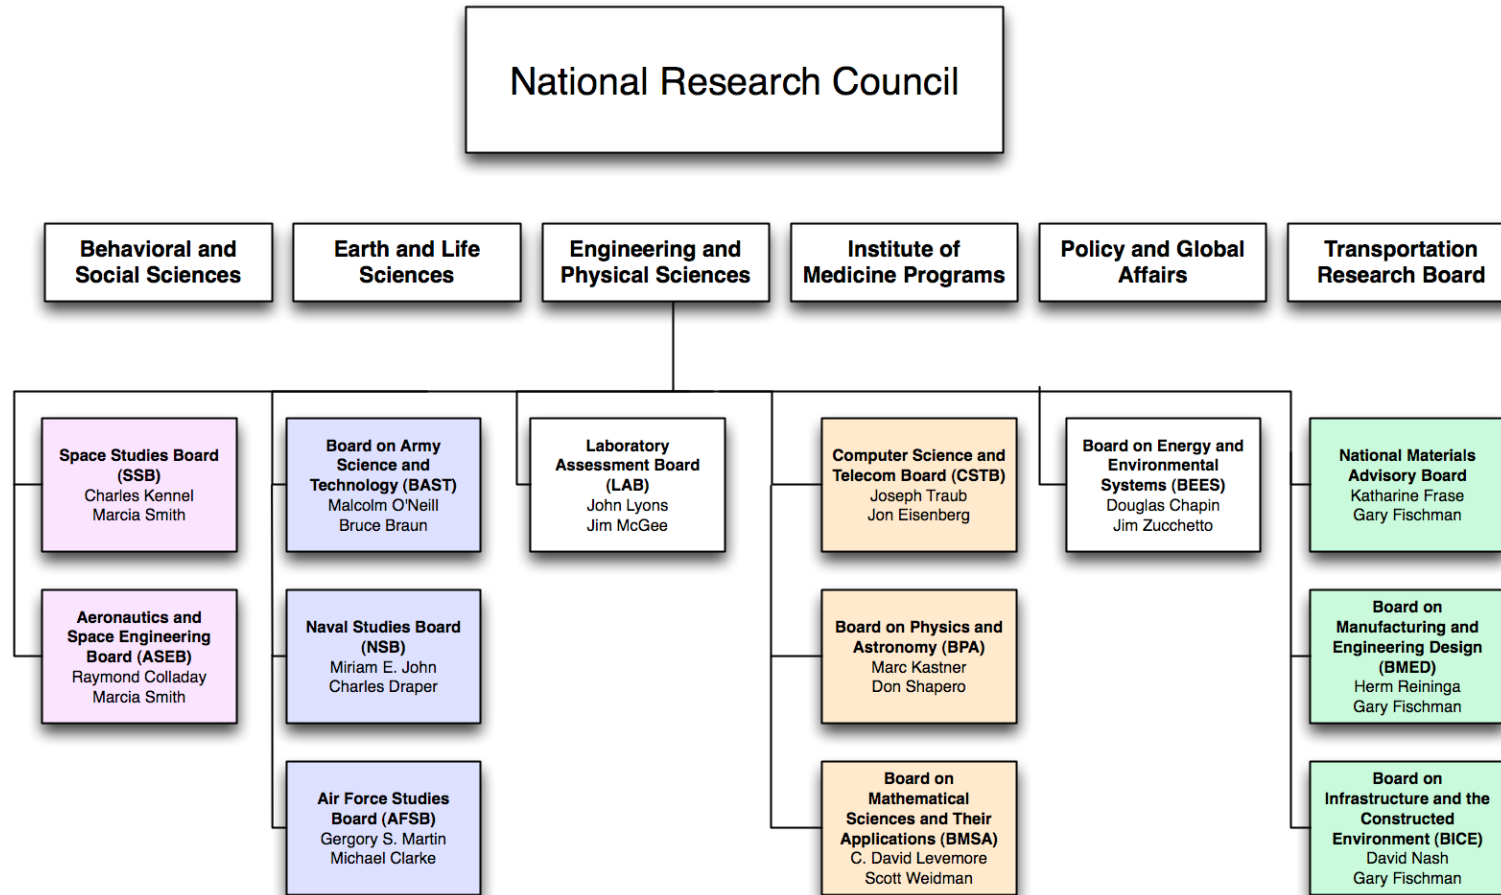 National Research Council
Behavioral and
Social Sciences
Earth and Life
Sciences
Engineering and
Physical Sciences
Institute of
Medicine Programs
Policy and Global
Affairs
Transportation
Research Board
Space Studies Board
(SSB)
Charles Kennel
Marcia Smith
Board on Army
Science and
Technology (BAST)
Malcolm O'Neill
Bruce Braun
Laboratory
Assessment Board
(LAB)
John Lyons
Jim McGee
Computer Science and
Telecom Board (CSTB)
Joseph Traub
Jon Eisenberg
Board on Energy and
Environmental
Systems (BEES)
Douglas Chapin
Jim Zucchetto
National Materials
Advisory Board
Katharine Frase
Gary Fischman
Aeronautics and
Space Engineering
Board (ASEB)
Raymond Colladay
Marcia Smith
Naval Studies Board
(NSB)
Miriam E. John
Charles Draper
Board on Physics and
Astronomy (BPA)
Marc Kastner
Don Shapero
Board on
Manufacturing and
Engineering Design
(BMED)
Herm Reininga
Gary Fischman
Air Force Studies
Board (AFSB)
Gergory S. Martin
Michael Clarke
Board on
Mathematical
Sciences and Their
Applications (BMSA)
C. David Levemore
Scott Weidman
Board on
Infrastructure and the
Constructed
Environment (BICE)
David Nash
Gary Fischman